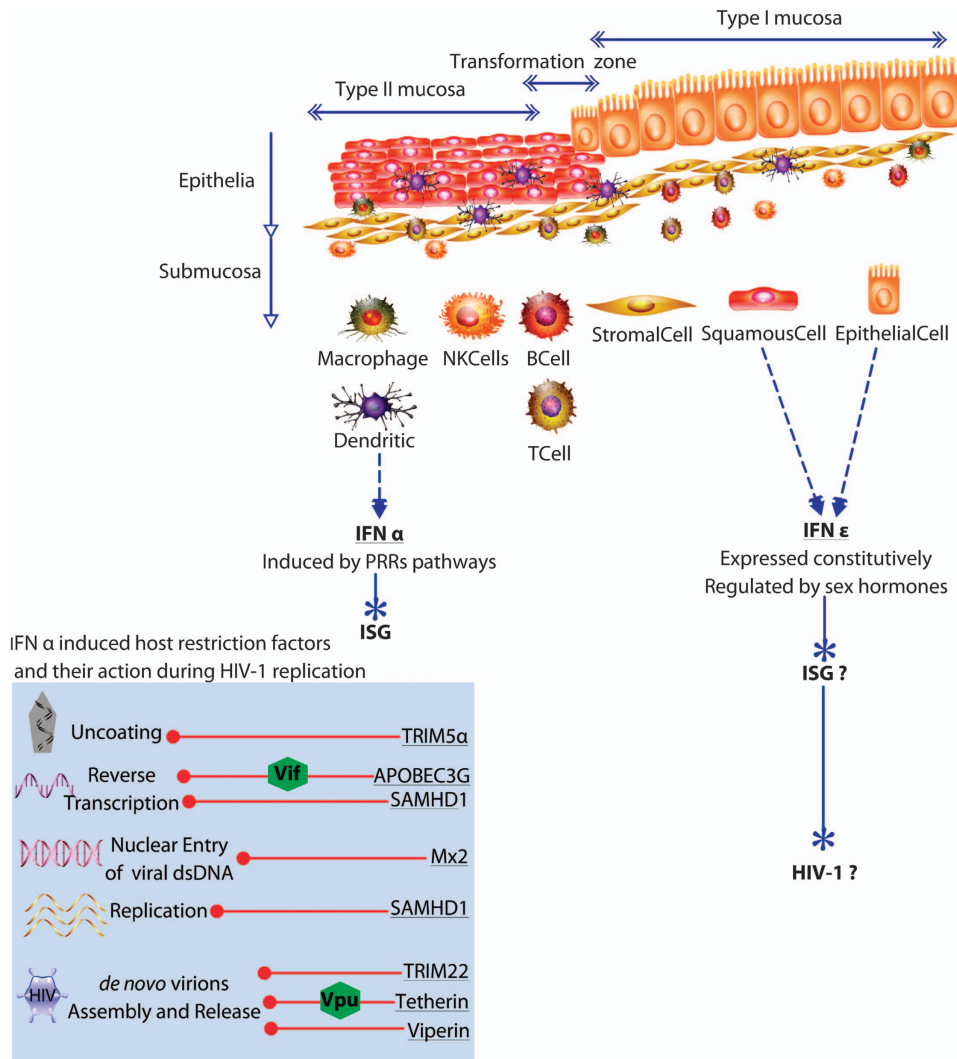 Type I mucosa
Transformation zone
Type II mucosa
Epithelia
Submucosa
Macrophage
NKCells
BCell
StromalCell
SquamousCell
EpithelialCell
Dendritic
TCell
IFN α
Induced by PRRs pathways
ISG
IFN ε
Expressed constitutively
Regulated by sex hormones
ISG ?
HIV-1 ?
IFN α induced host restriction factors
and their action during HIV-1 replication
Uncoating
TRIM5α
Reverse
Transcription
Vif
APOBEC3G
SAMHD1
Nuclear Entry
of viral dsDNA
Mx2
Replication
SAMHD1
HIV
de novo virions
Assembly and Release
TRIM22
Vpu
Tetherin
Viperin